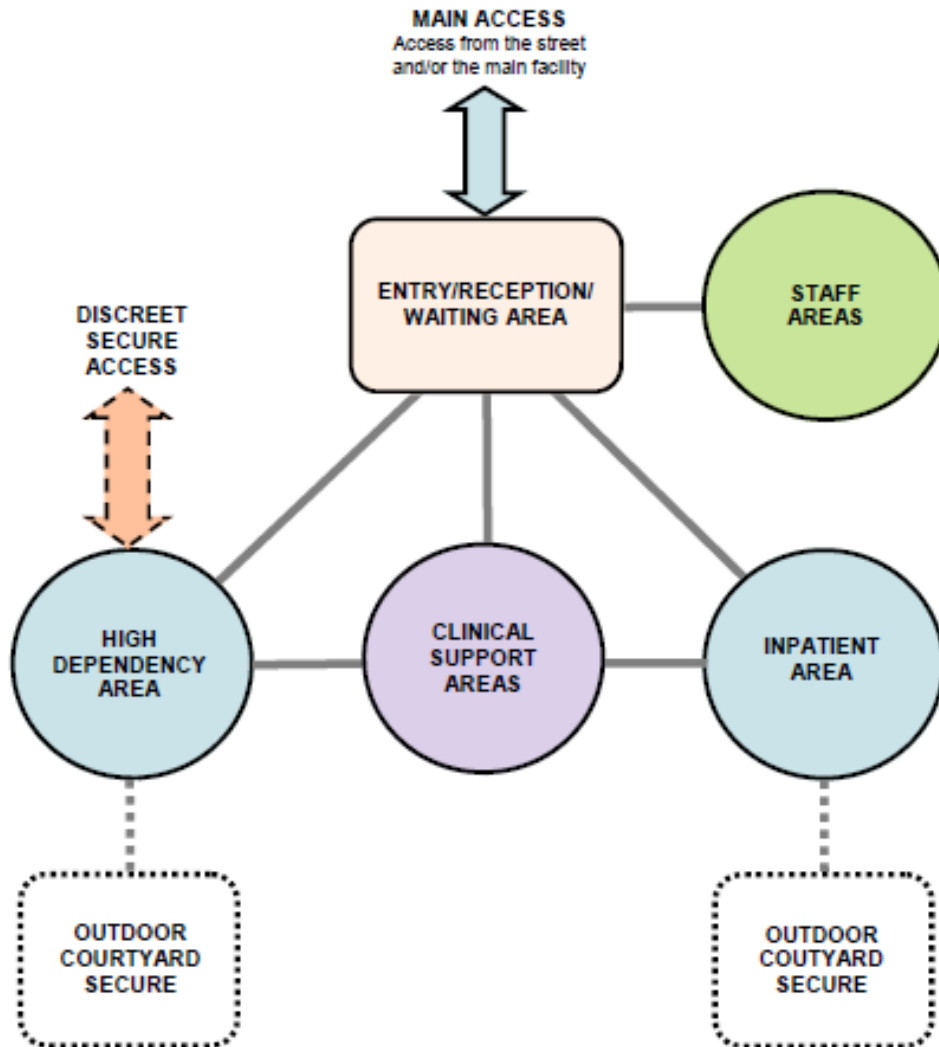 MAIN ACCESS
Access from the street
and/or the main facility
ENTRY/RECEPTION/
WAITING AREA
STAFF
AREAS
DISCREET
SECURE
ACCESS
HIGH
DEPENDENCY
AREA
CLINICAL
SUPPORT
AREAS
INPATIENT
AREA
OUTDOOR
COURTYARD
SECURE
OUTDOOR
COUTYARD
SECURE